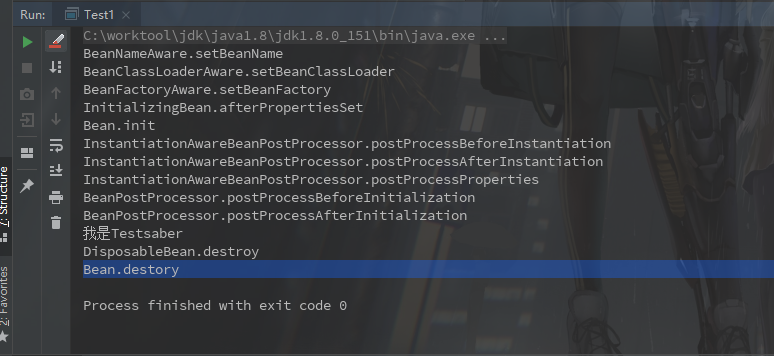 Run: Test1
C:\worktool\jdk\java1.8\jdk1.8.0_151\bin\java.exe ...
BeanNameAware.setBeanName
BeanClassLoaderAware.setBeanClassLoader
BeanFactoryAware.setBeanFactory
InitializingBean.afterPropertiesSet
Bean.init
InstantiationAwareBeanPostProcessor.postProcessBeforeInstantiation
InstantiationAwareBeanPostProcessor.postProcessAfterInstantiation
InstantiationAwareBeanPostProcessor.postProcessProperties
BeanPostProcessor.postProcessBeforeInitialization
BeanPostProcessor.postProcessAfterInitialization
我是Testsaber
DisposableBean.destroy
Bean.destory
Process finished with exit code 0
7: Structure
2: Favorites